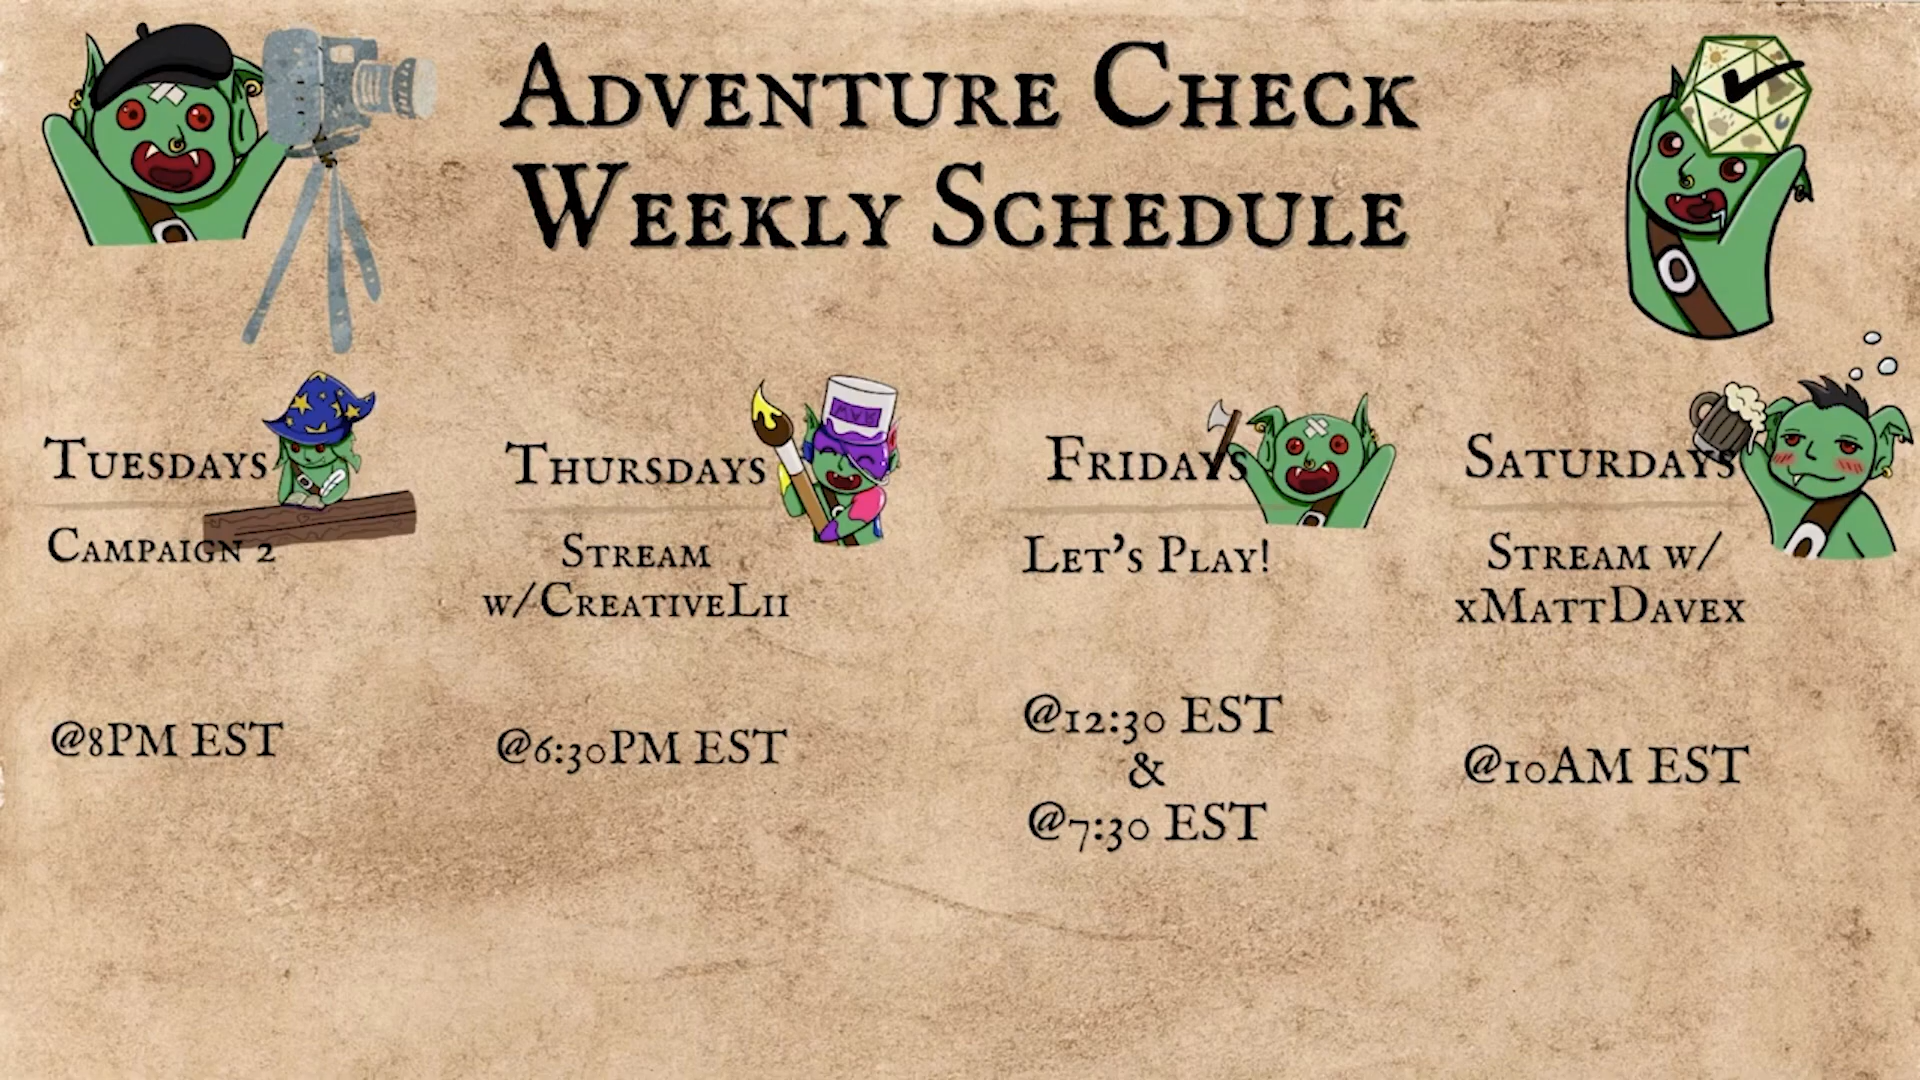 Adventure Check
Weekly Schedule
Tuesdays
Campaign 2
@8PM EST
Thursdays
Stream
w/CreativeLii
@6:30PM EST
Fridays
Let's Play!
@12:30 EST
&
@7:30 EST
Saturdays
Stream w/
xMattDavex
@10AM EST